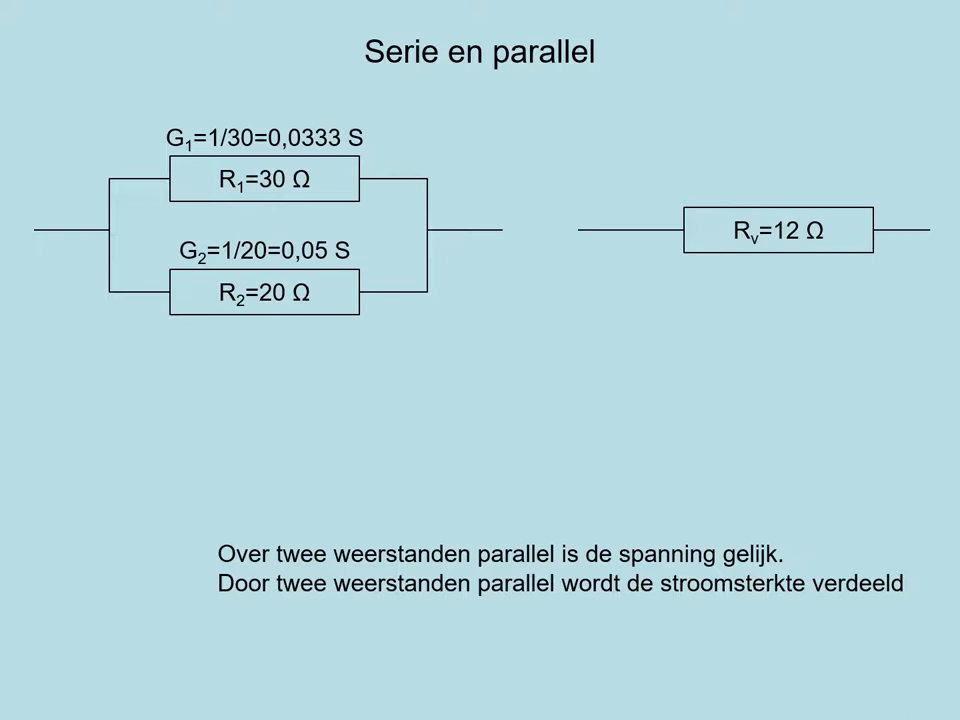 Serie en parallel
G₁=1/30=0,0333 S
R₁=30 Ω
G₂=1/20=0,05 S
R₂=20 Ω
Rᵥ=12 Ω
Over twee weerstanden parallel is de spanning gelijk.
Door twee weerstanden parallel wordt de stroomsterkte verdeeld